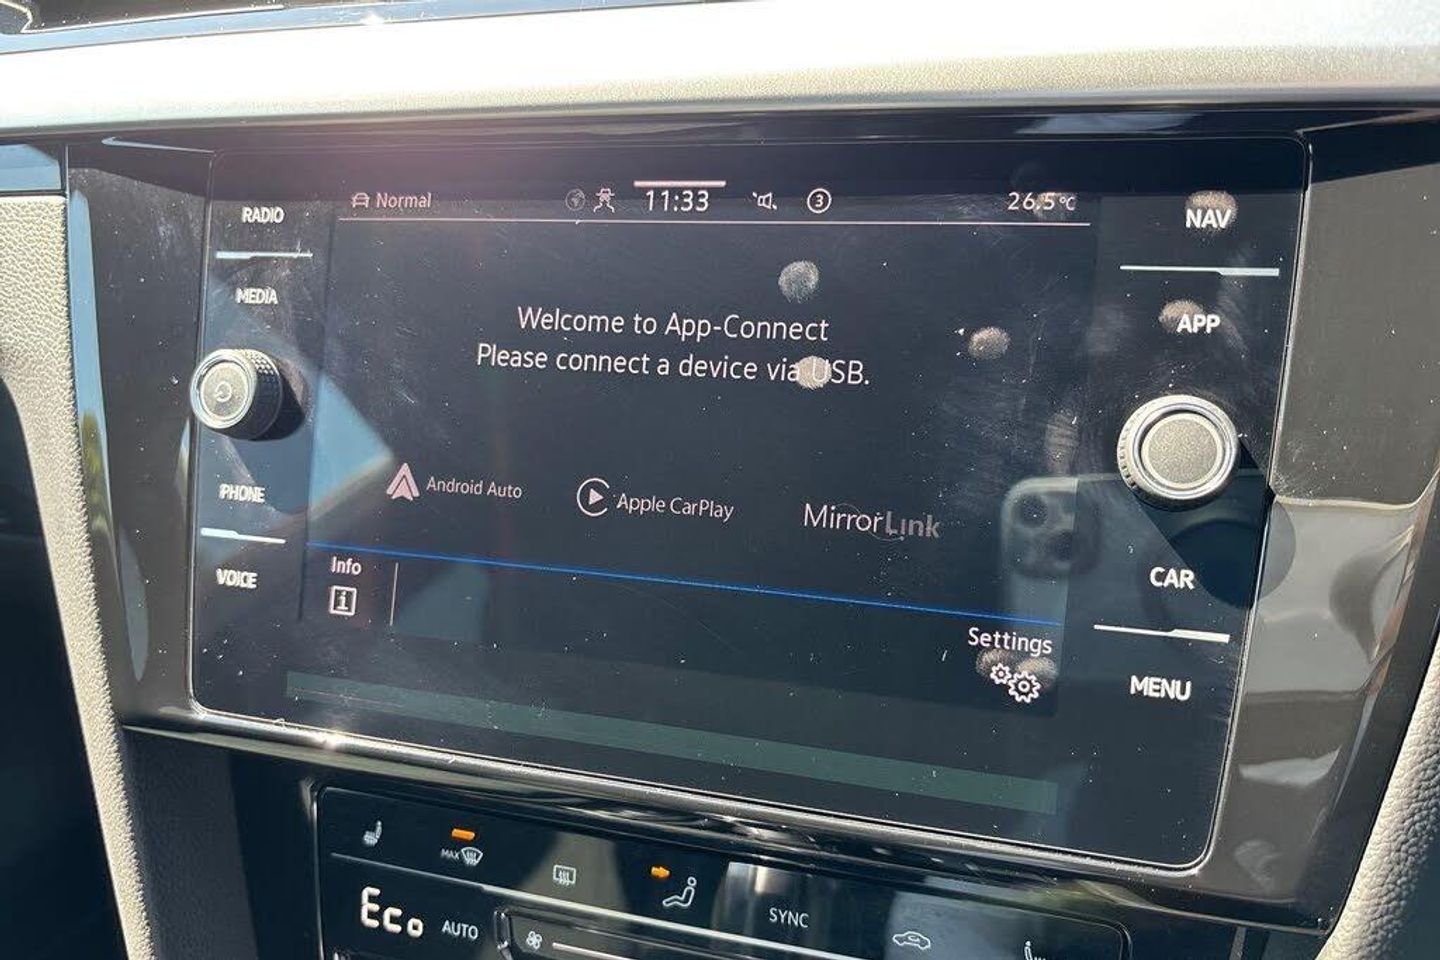 RADIO
MEDIA
PHONE
VOICE
Normal
11:33
3
26.5°C
Welcome to App-Connect
Please connect a device via USB.
Android Auto
Apple CarPlay
MirrorLink
Info
i
Settings
NAV
APP
CAR
MENU
MAX
Eco
AUTO
SYNC